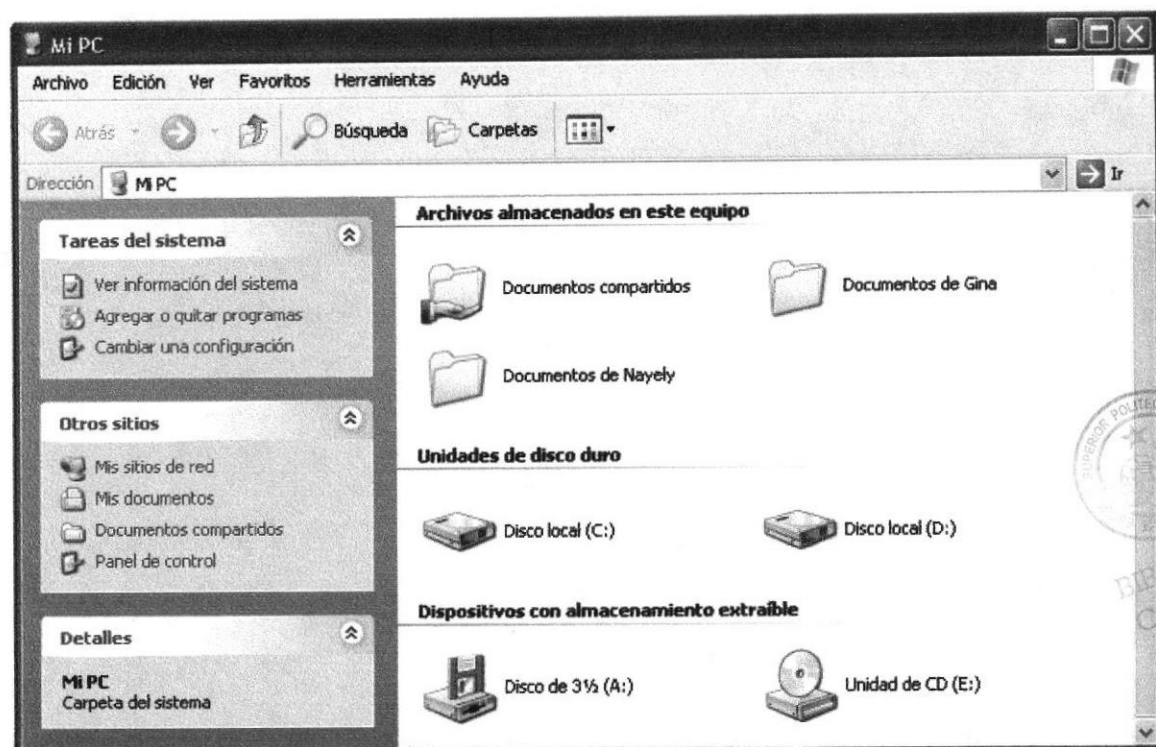 Mi PC
Archivo Edición Ver Favoritos Herramientas Ayuda
Atrás Búsqueda Carpetas
Dirección Mi PC Ir
Tareas del sistema
Ver información del sistema
Agregar o quitar programas
Cambiar una configuración
Otros sitios
Mis sitios de red
Mis documentos
Documentos compartidos
Panel de control
Detalles
Mi PC
Carpeta del sistema
Archivos almacenados en este equipo
Documentos compartidos
Documentos de Gina
Documentos de Nayely
Unidades de disco duro
Disco local (C:)
Disco local (D:)
Dispositivos con almacenamiento extraíble
Disco de 3½ (A:)
Unidad de CD (E:)
SUPERIOR